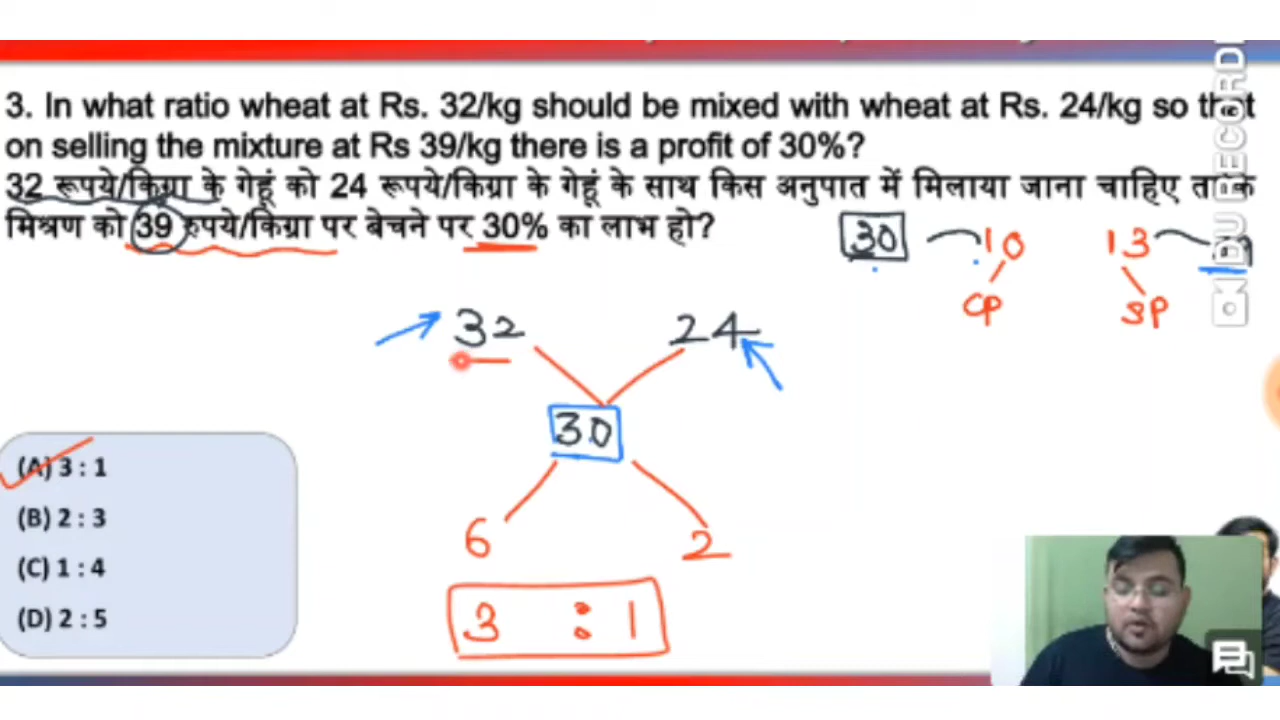 3. In what ratio wheat at Rs. 32/kg should be mixed with wheat at Rs. 24/kg so that
on selling the mixture at Rs 39/kg there is a profit of 30%?
32 रूपये/किग्रा के गेहूं को 24 रूपये/किग्रा के गेहूं के साथ किस अनुपात में मिलाया जाना चाहिए
मिश्रण को 39 रुपये/किग्रा पर बेचने पर 30% का लाभ हो?
30 10 13
CP SP
32 24
30
6 2
3 : 1
(A) 3 : 1
(B) 2 : 3
(C) 1 : 4
(D) 2 : 5
DU RECORD